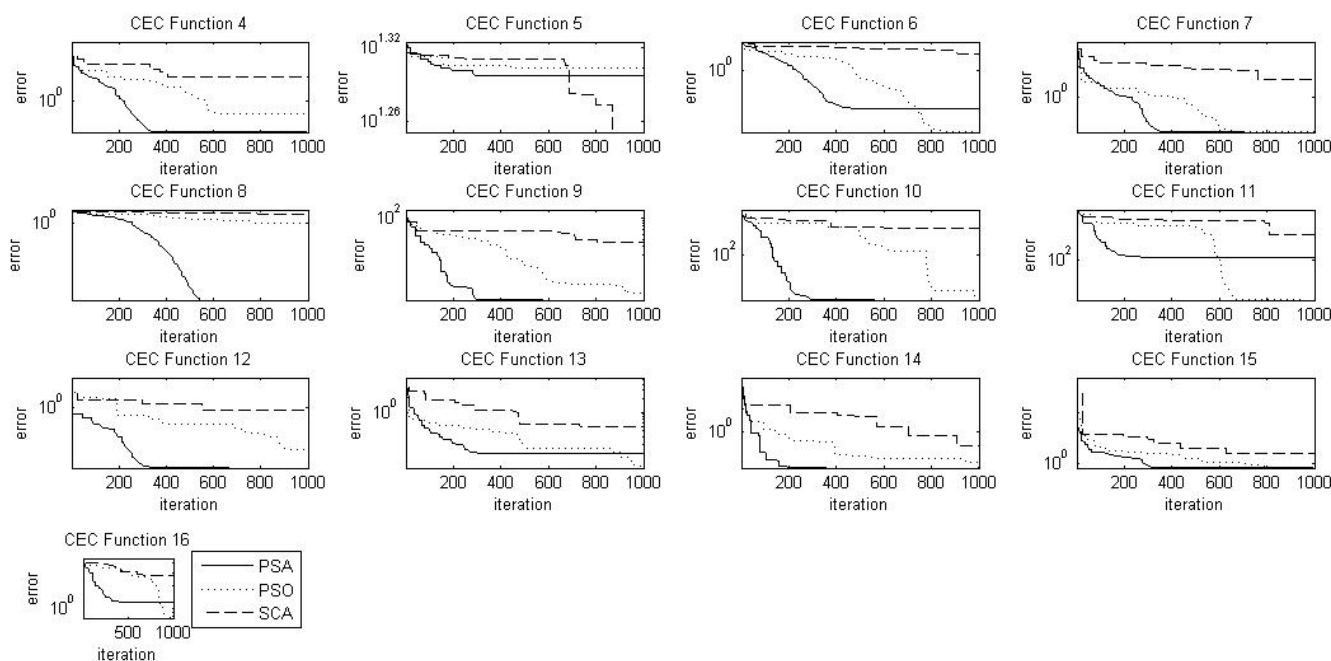 CEC Function 4
error
10^0
200 400 600 800 1000
iteration
CEC Function 5
error
10^1.32
10^1.26
200 400 600 800 1000
iteration
CEC Function 6
error
10^0
200 400 600 800 1000
iteration
CEC Function 7
error
10^0
200 400 600 800 1000
iteration
CEC Function 8
error
10^0
200 400 600 800 1000
iteration
CEC Function 9
error
10^2
200 400 600 800 1000
iteration
CEC Function 10
error
10^2
200 400 600 800 1000
iteration
CEC Function 11
error
10^2
200 400 600 800 1000
iteration
CEC Function 12
error
10^0
200 400 600 800 1000
iteration
CEC Function 13
error
10^0
200 400 600 800 1000
iteration
CEC Function 14
error
10^0
200 400 600 800 1000
iteration
CEC Function 15
error
10^0
200 400 600 800 1000
iteration
CEC Function 16
error
10^0
500 1000
iteration
PSA
PSO
SCA